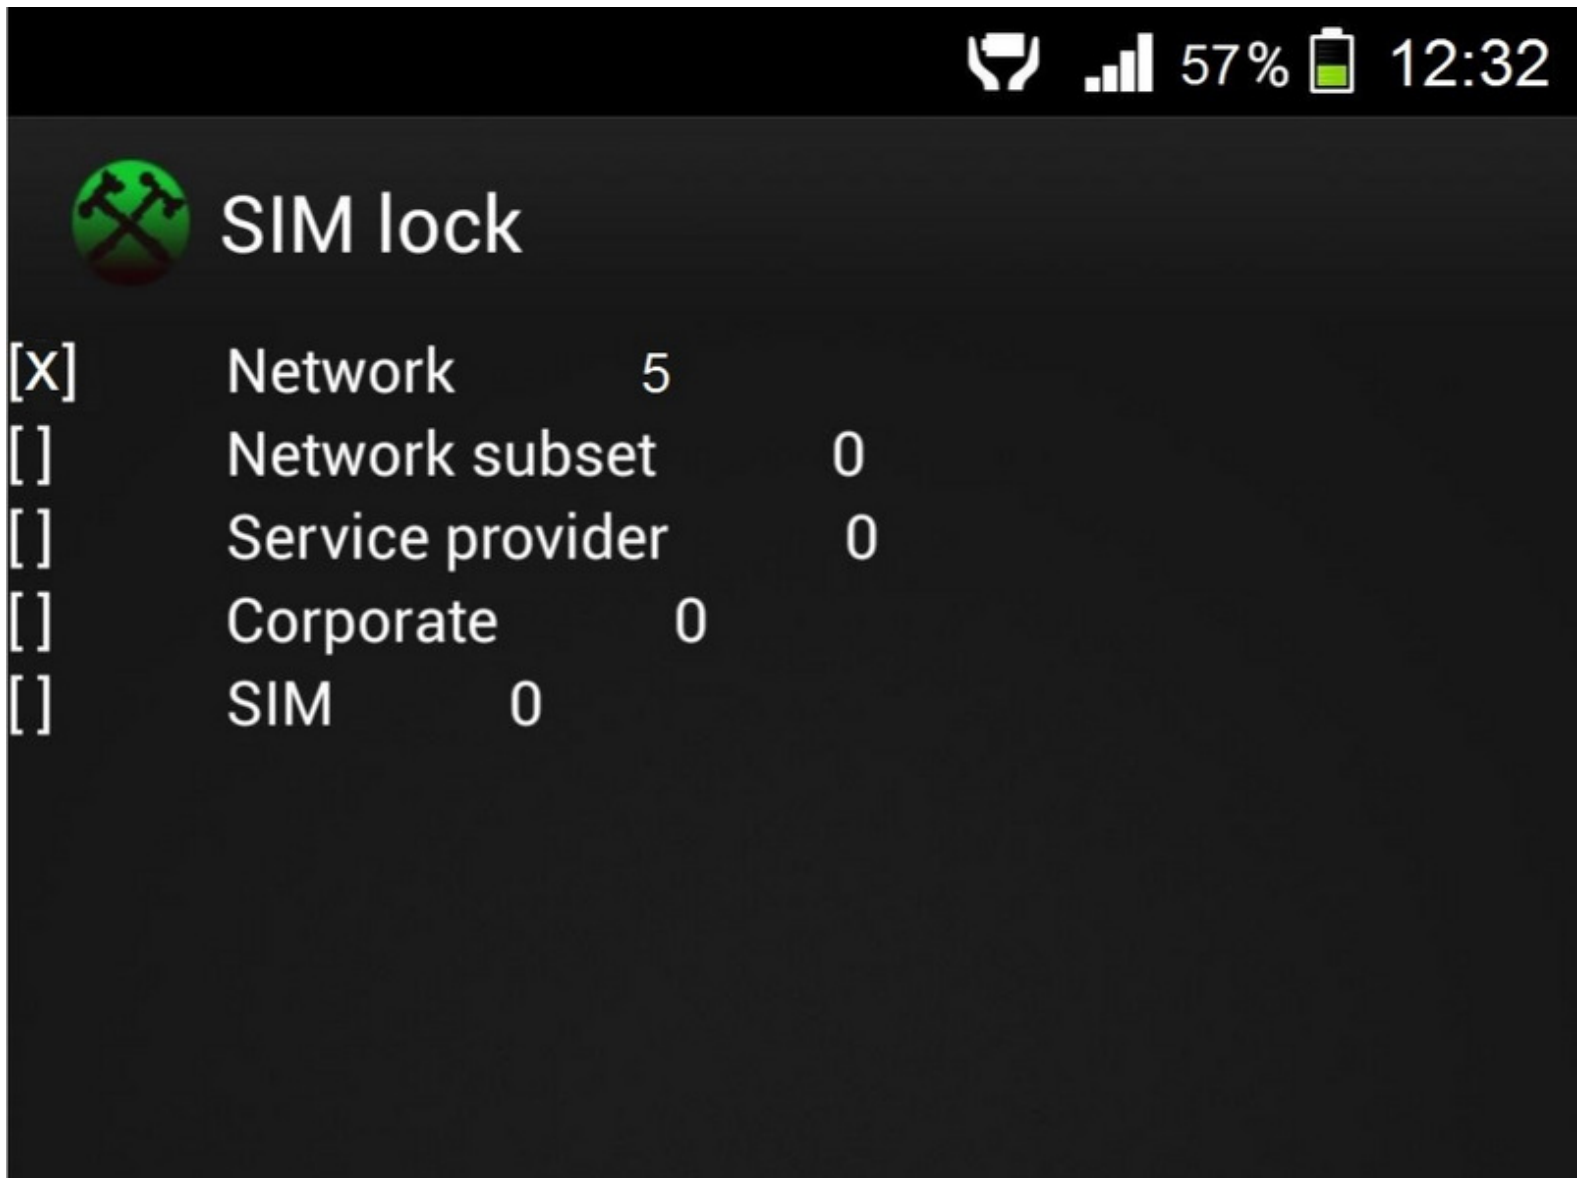 57% 12:32
SIM lock
[X] Network 5
[ ] Network subset 0
[ ] Service provider 0
[ ] Corporate 0
[ ] SIM 0